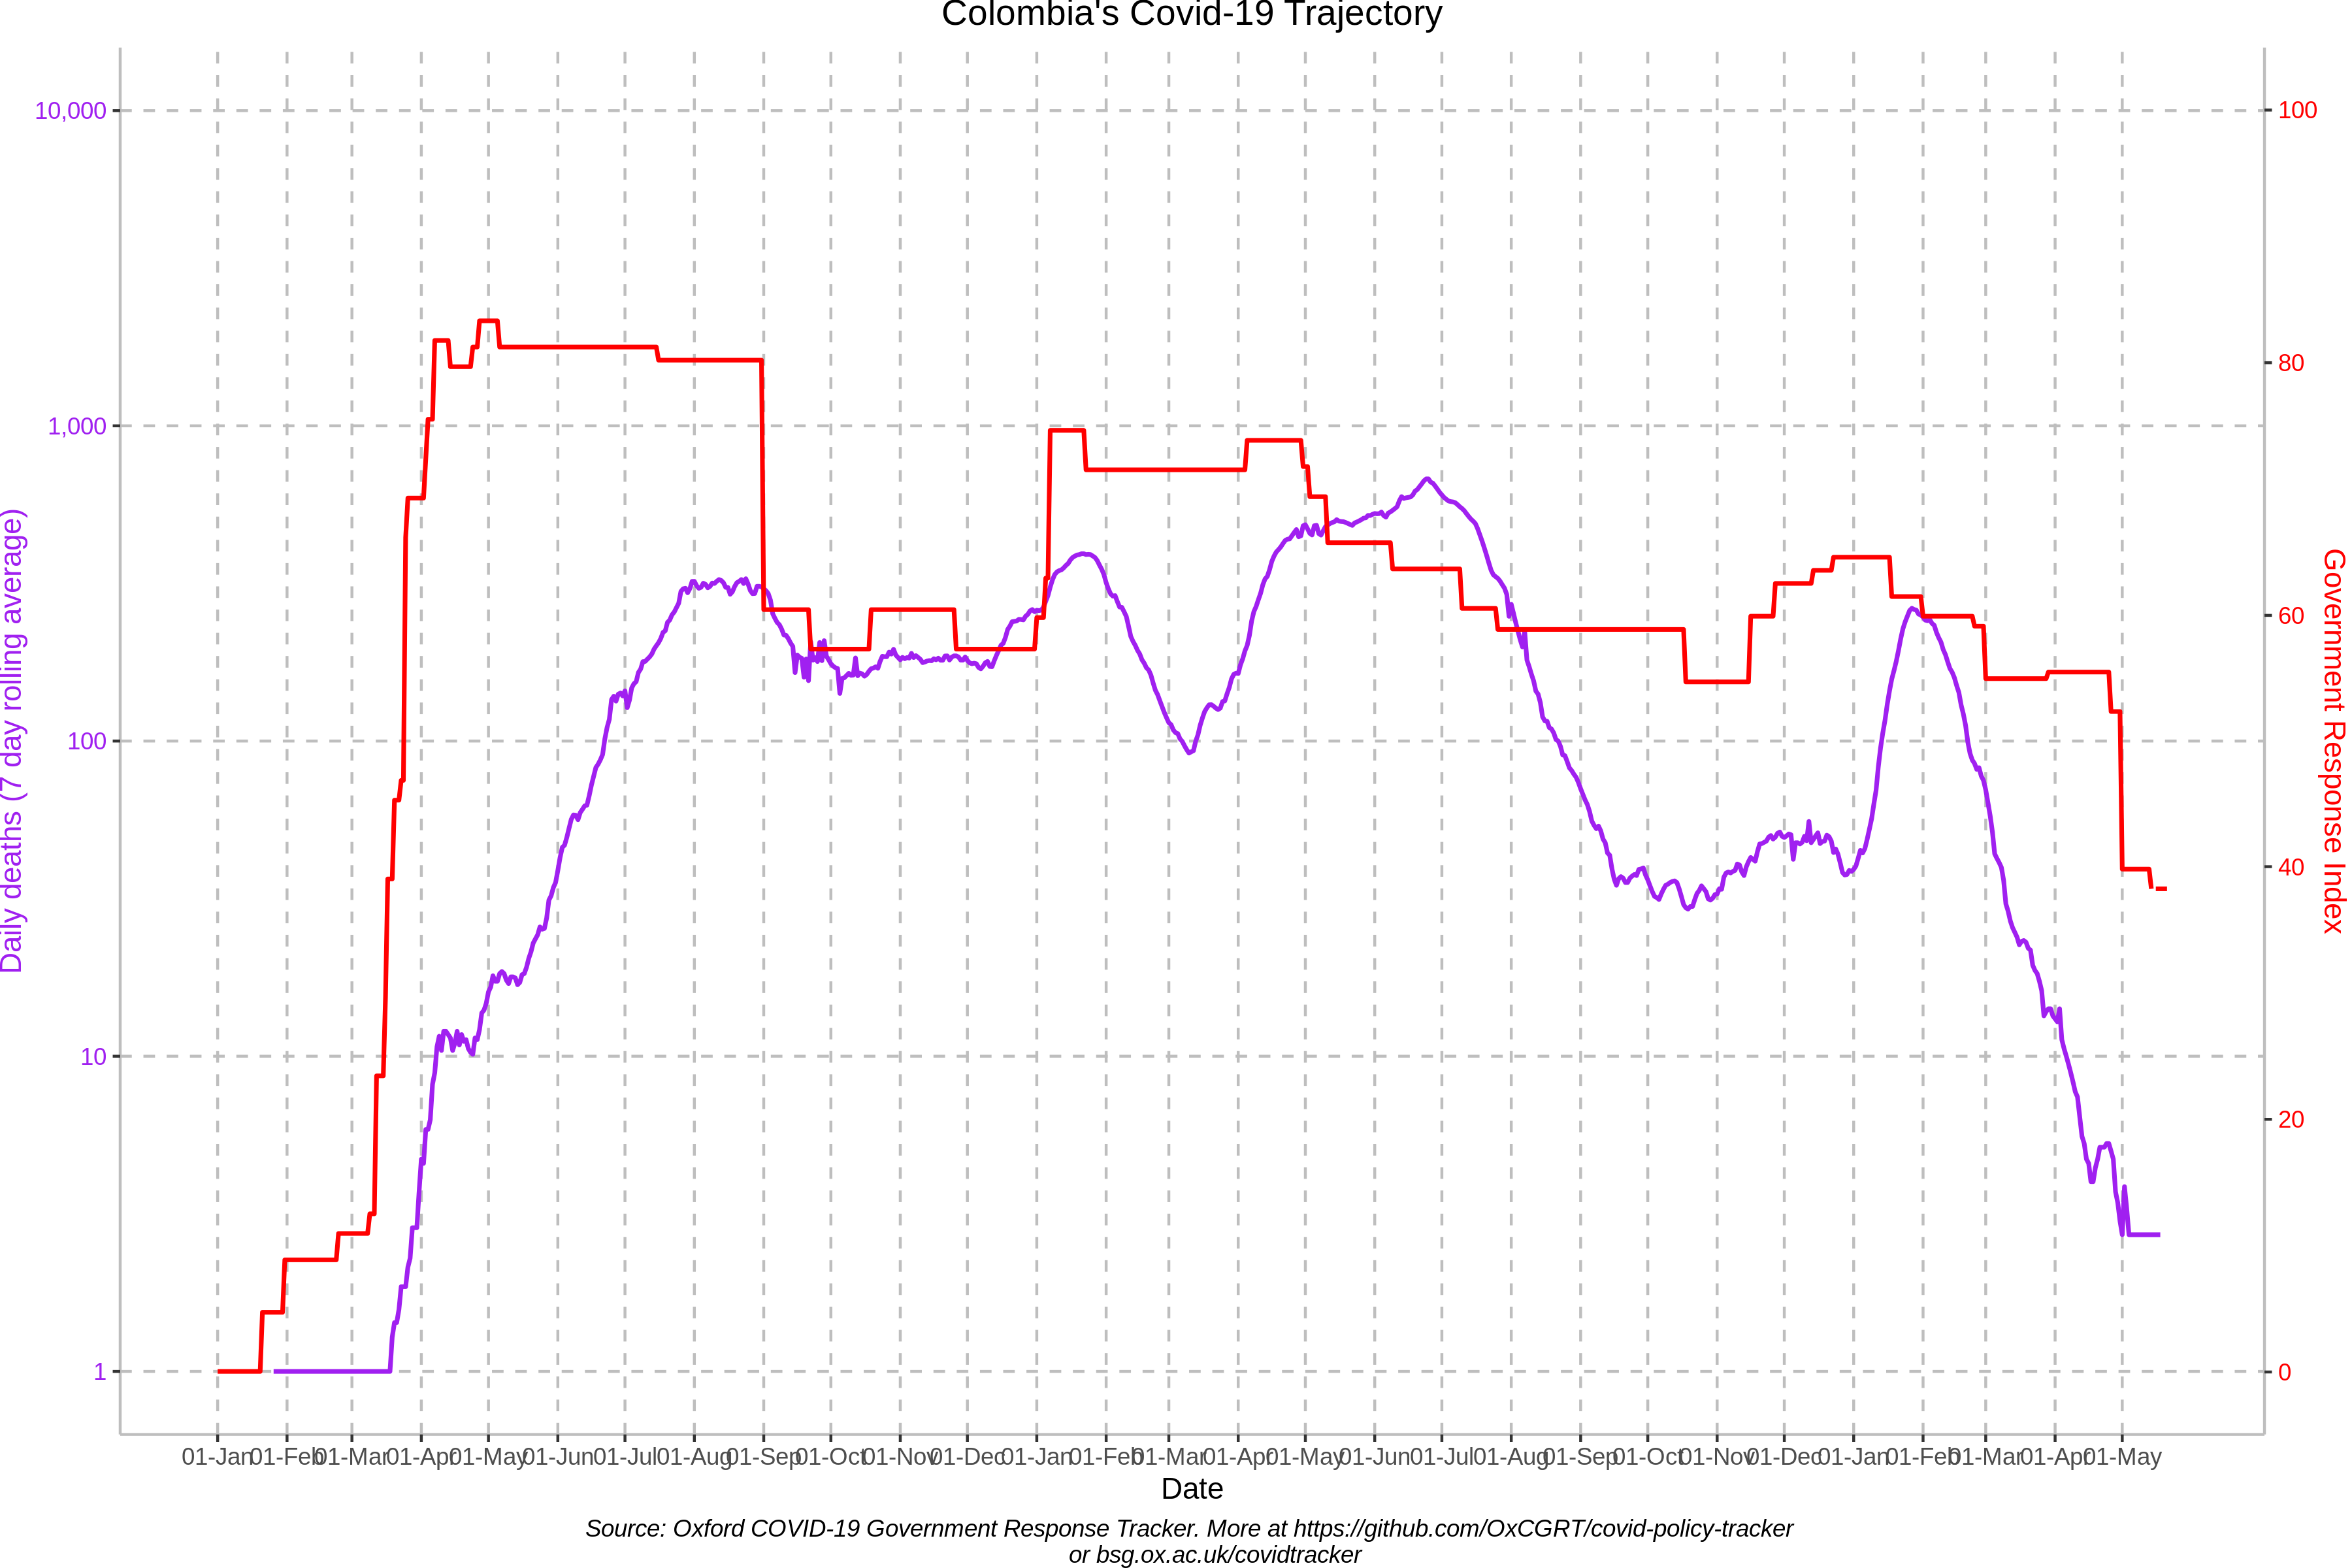 Colombia's Covid-19 Trajectory
10,000
1,000
100
10
1
Daily deaths (7 day rolling average)
100
80
60
40
20
0
Government Response Index
01-Jan 01-Feb 01-Mar 01-Apr 01-May 01-Jun 01-Jul 01-Aug 01-Sep 01-Oct 01-Nov 01-Dec 01-Jan 01-Feb 01-Mar 01-Apr 01-May 01-Jun 01-Jul 01-Aug 01-Sep 01-Oct 01-Nov 01-Dec 01-Jan 01-Feb 01-Mar 01-Apr 01-May
Date
Source: Oxford COVID-19 Government Response Tracker. More at https://github.com/OxCGRT/covid-policy-tracker
or bsg.ox.ac.uk/covidtracker